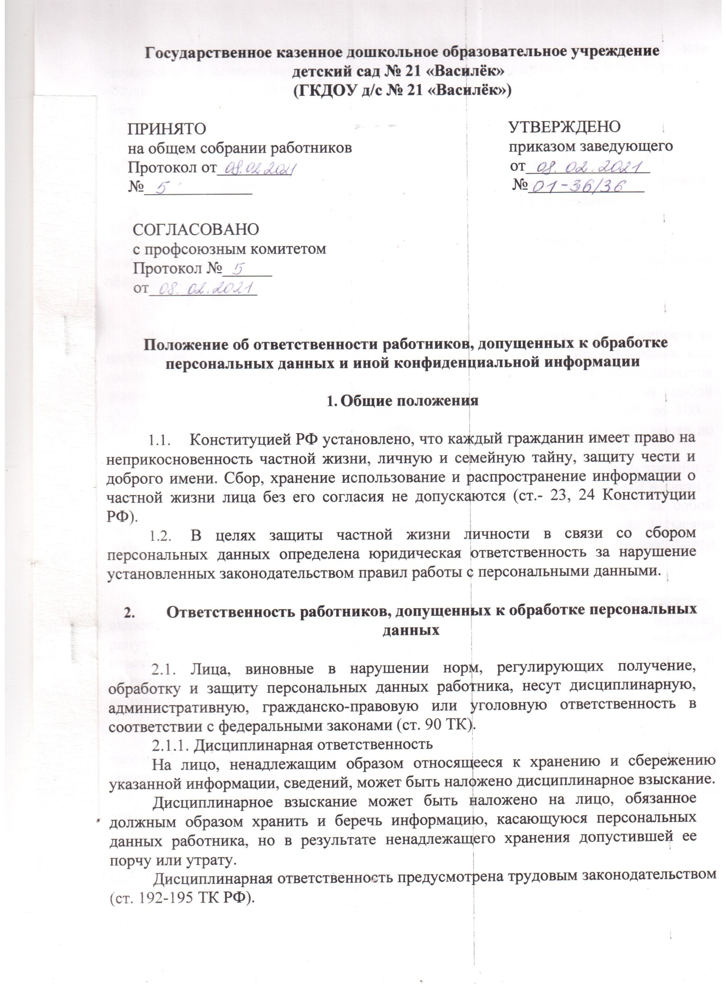 Государственное казенное дошкольное образовательное учреждение
детский сад № 21 «Василёк»
(ГКДОУ д/с № 21 «Василёк»)
ПРИНЯТО
на общем собрании работников
Протокол от 08.02.2021
№ 5
УТВЕРЖДЕНО
приказом заведующего
от 08.02.2021
№ 01-36/36
СОГЛАСОВАНО
с профсоюзным комитетом
Протокол № 5
от 08.02.2021
Положение об ответственности работников, допущенных к обработке
персональных данных и иной конфиденциальной информации
1. Общие положения
1.1. Конституцией РФ установлено, что каждый гражданин имеет право на
неприкосновенность частной жизни, личную и семейную тайну, защиту чести и
доброго имени. Сбор, хранение использование и распространение информации о
частной жизни лица без его согласия не допускаются (ст.- 23, 24 Конституции
РФ).
1.2. В целях защиты частной жизни личности в связи со сбором
персональных данных определена юридическая ответственность за нарушение
установленных законодательством правил работы с персональными данными.
2. Ответственность работников, допущенных к обработке персональных
данных
2.1. Лица, виновные в нарушении норм, регулирующих получение,
обработку и защиту персональных данных работника, несут дисциплинарную,
административную, гражданско-правовую или уголовную ответственность в
соответствии с федеральными законами (ст. 90 ТК).
2.1.1. Дисциплинарная ответственность
На лицо, ненадлежащим образом относящееся к хранению и сбережению
указанной информации, сведений, может быть наложено дисциплинарное взыскание.
Дисциплинарное взыскание может быть наложено на лицо, обязанное
должным образом хранить и беречь информацию, касающуюся персональных
данных работника, но в результате ненадлежащего хранения допустившей ее
порчу или утрату.
Дисциплинарная ответственность предусмотрена трудовым законодательством
(ст. 192-195 ТК РФ).